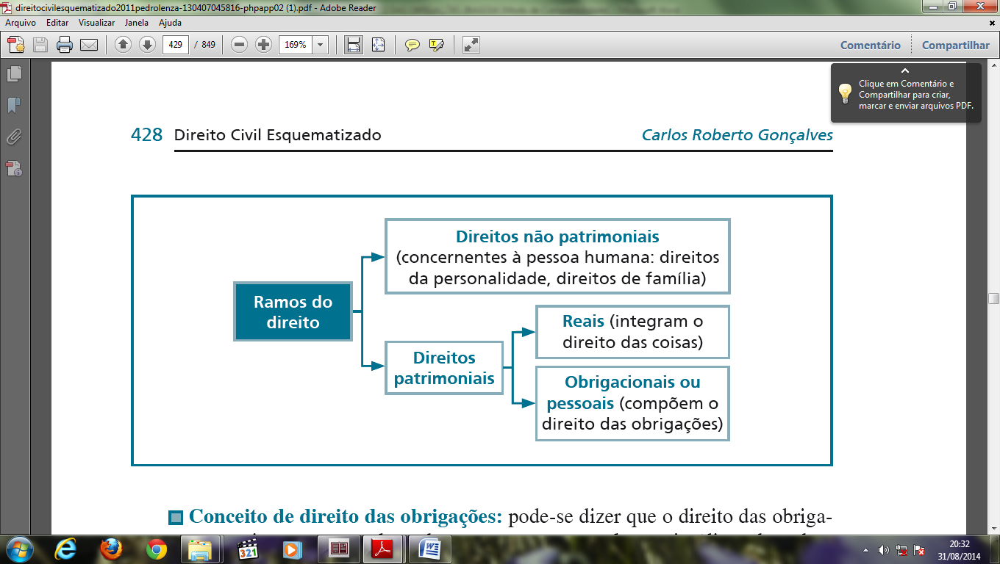 direitocivilesquematizado2011pedrolenza-130407045816-phpapp02 (1).pdf - Adobe Reader
Arquivo Editar Visualizar Janela Ajuda
429 / 849 169% Comentário Compartilhar
Clique em Comentário e
Compartilhar para criar,
marcar e enviar arquivos PDF.
428 Direito Civil Esquematizado Carlos Roberto Gonçalves
Direitos não patrimoniais
(concernentes à pessoa humana: direitos
da personalidade, direitos de família)
Ramos do
direito
Direitos
patrimoniais
Reais (integram o
direito das coisas)
Obrigacionais ou
pessoais (compõem o
direito das obrigações)
Conceito de direito das obrigações: pode-se dizer que o direito das obriga-
321
20:32
31/08/2014